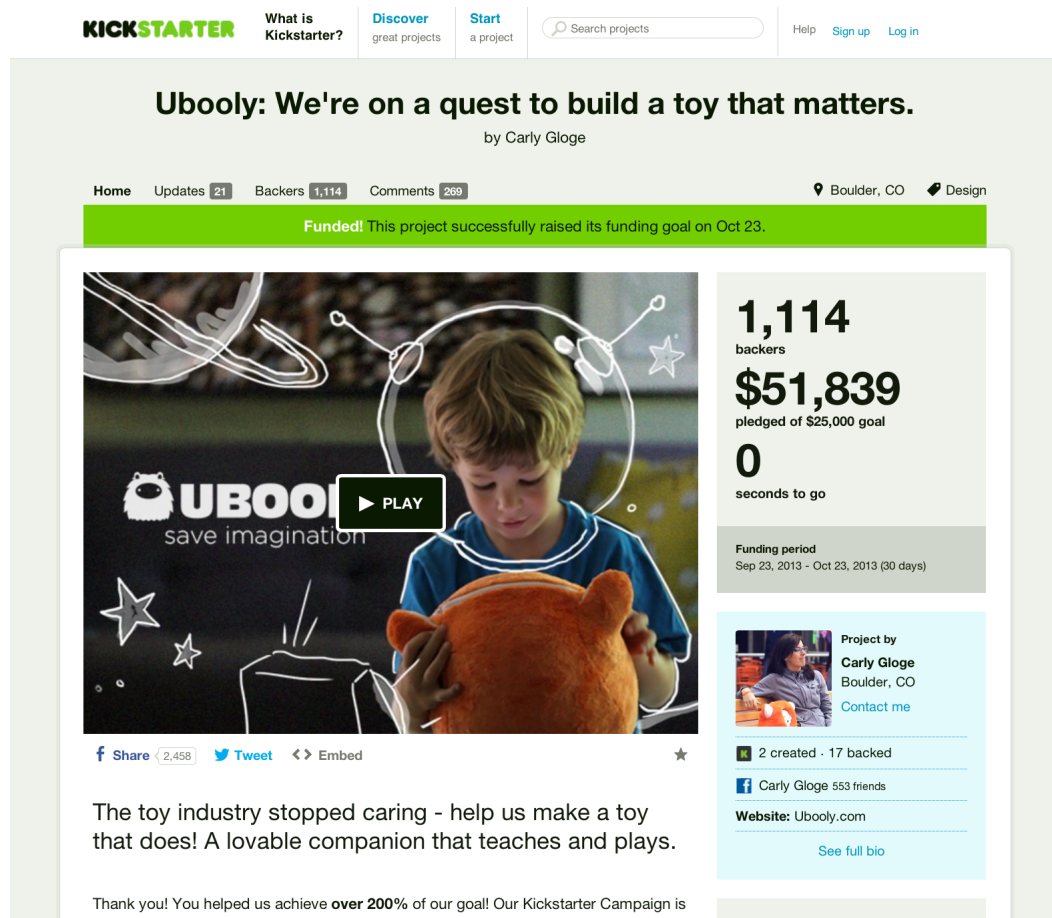 KICKSTARTER
What is
Kickstarter?
Discover
great projects
Start
a project
Search projects
Help
Sign up
Log in
Ubooly: We're on a quest to build a toy that matters.
by Carly Gloge
Home
Updates 21
Backers 1,114
Comments 269
Boulder, CO
Design
Funded! This project successfully raised its funding goal on Oct 23.
UBOO
save imagination
PLAY
1,114
backers
$51,839
pledged of $25,000 goal
0
seconds to go
Funding period
Sep 23, 2013 - Oct 23, 2013 (30 days)
Project by
Carly Gloge
Boulder, CO
Contact me
2 created · 17 backed
Carly Gloge 553 friends
Website: Ubooly.com
See full bio
Share 2,458
Tweet
Embed
The toy industry stopped caring - help us make a toy
that does! A lovable companion that teaches and plays.
Thank you! You helped us achieve over 200% of our goal! Our Kickstarter Campaign is